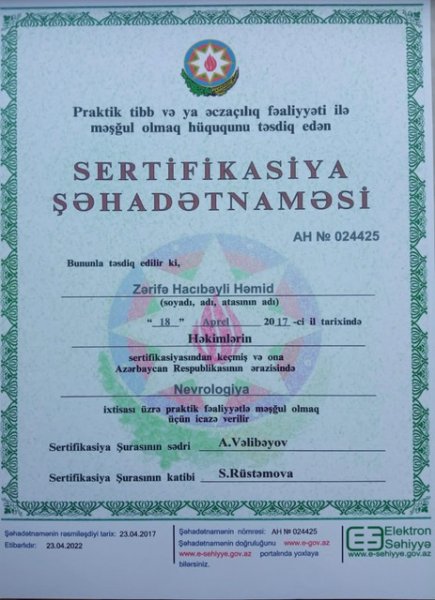 Praktik tibb və ya əczaçılıq fəaliyyəti ilə
məşğul olmaq hüququnu təsdiq edən
SERTİFİKASİYA
ŞƏHADƏTNAMƏSİ
AH № 024425
Bununla təsdiq edilir ki,
Zərifə Hacıbəyli Həmid
(soyadı, adı, atasının adı)
“ 18 ” Aprel 2017 -ci il tarixində
Həkimlərin
sertifikasiyasından keçmiş və ona
Azərbaycan Respublikasının ərazisində
Nevrologiya
ixtisası üzrə praktik fəaliyyətlə məşğul olmaq
üçün icazə verilir
Sertifikasiya Şurasının sədri A.Vəlibəyov
Sertifikasiya Şurasının katibi S.Rüstəmova
Şəhadətnamənin rəsmiləşdiyi tarix: 23.04.2017
Etibarlıdır: 23.04.2022
Şəhadətnamənin nömrəsi: AH № 024425
Şəhadətnamənin doğruluğunu www.e-gov.az
www.e-sehiyye.gov.az portalında yoxlaya
bilərsiniz.
Elektron
Səhiyyə
www.e-sehiyye.gov.az